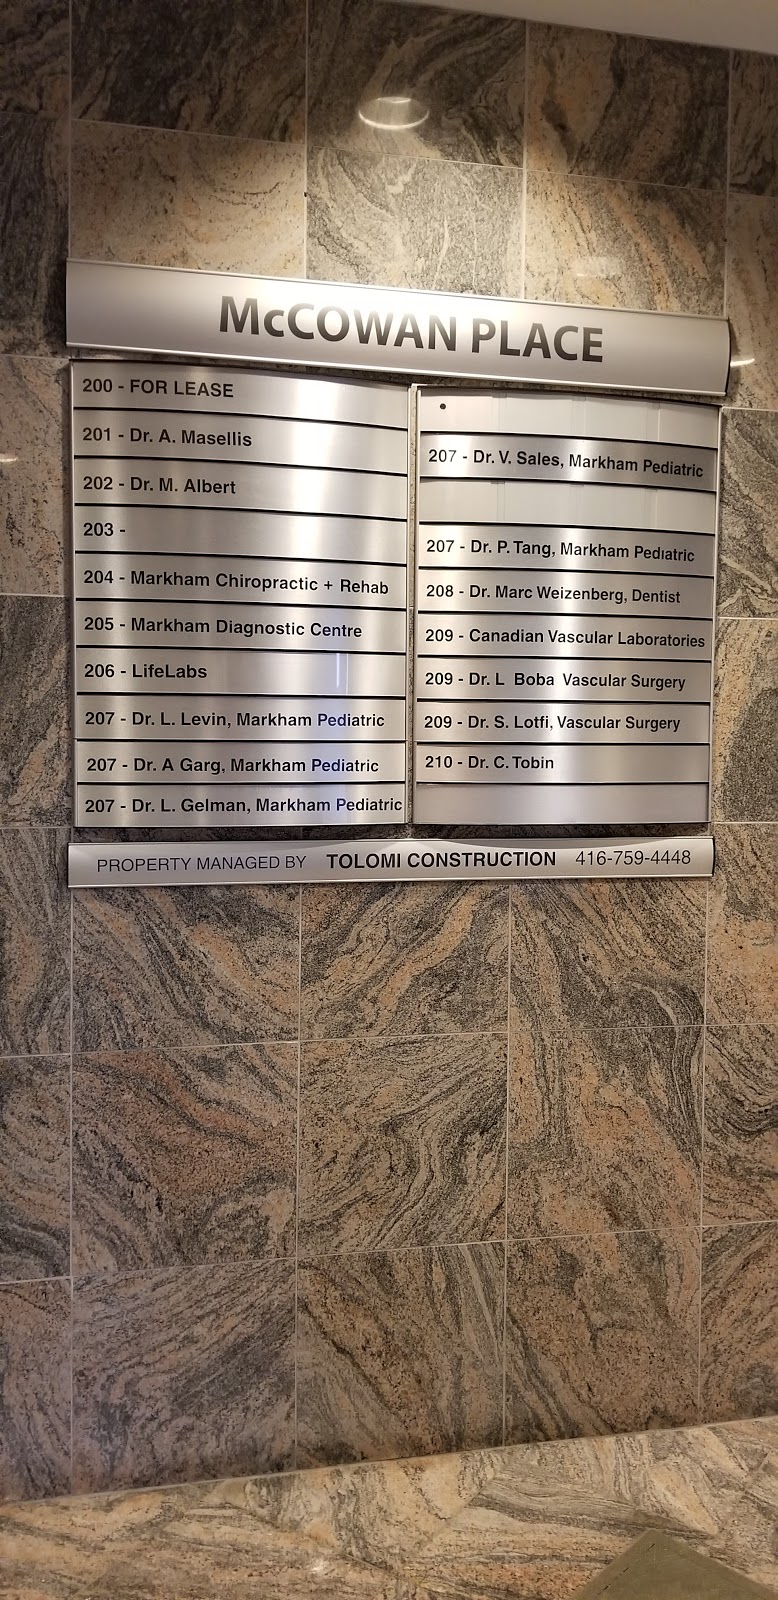 McCOWAN PLACE
200 - FOR LEASE
201 - Dr. A. Masellis
202 - Dr. M. Albert
203 -
204 - Markham Chiropractic + Rehab
205 - Markham Diagnostic Centre
206 - LifeLabs
207 - Dr. L. Levin, Markham Pediatric
207 - Dr. A Garg, Markham Pediatric
207 - Dr. L. Gelman, Markham Pediatric
207 - Dr. V. Sales, Markham Pediatric
207 - Dr. P. Tang, Markham Pediatric
208 - Dr. Marc Weizenberg, Dentist
209 - Canadian Vascular Laboratories
209 - Dr. L Boba Vascular Surgery
209 - Dr. S. Lotfi, Vascular Surgery
210 - Dr. C. Tobin
PROPERTY MANAGED BY TOLOMI CONSTRUCTION 416-759-4448